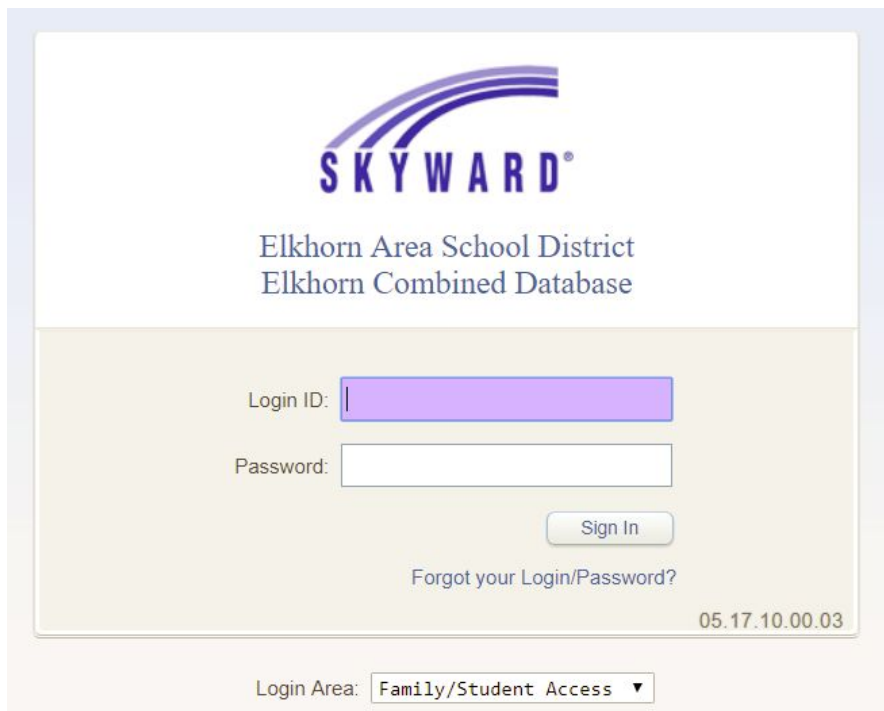 SKYWARD®
Elkhorn Area School District
Elkhorn Combined Database
Login ID:
Password:
Sign In
Forgot your Login/Password?
05.17.10.00.03
Login Area: Family/Student Access